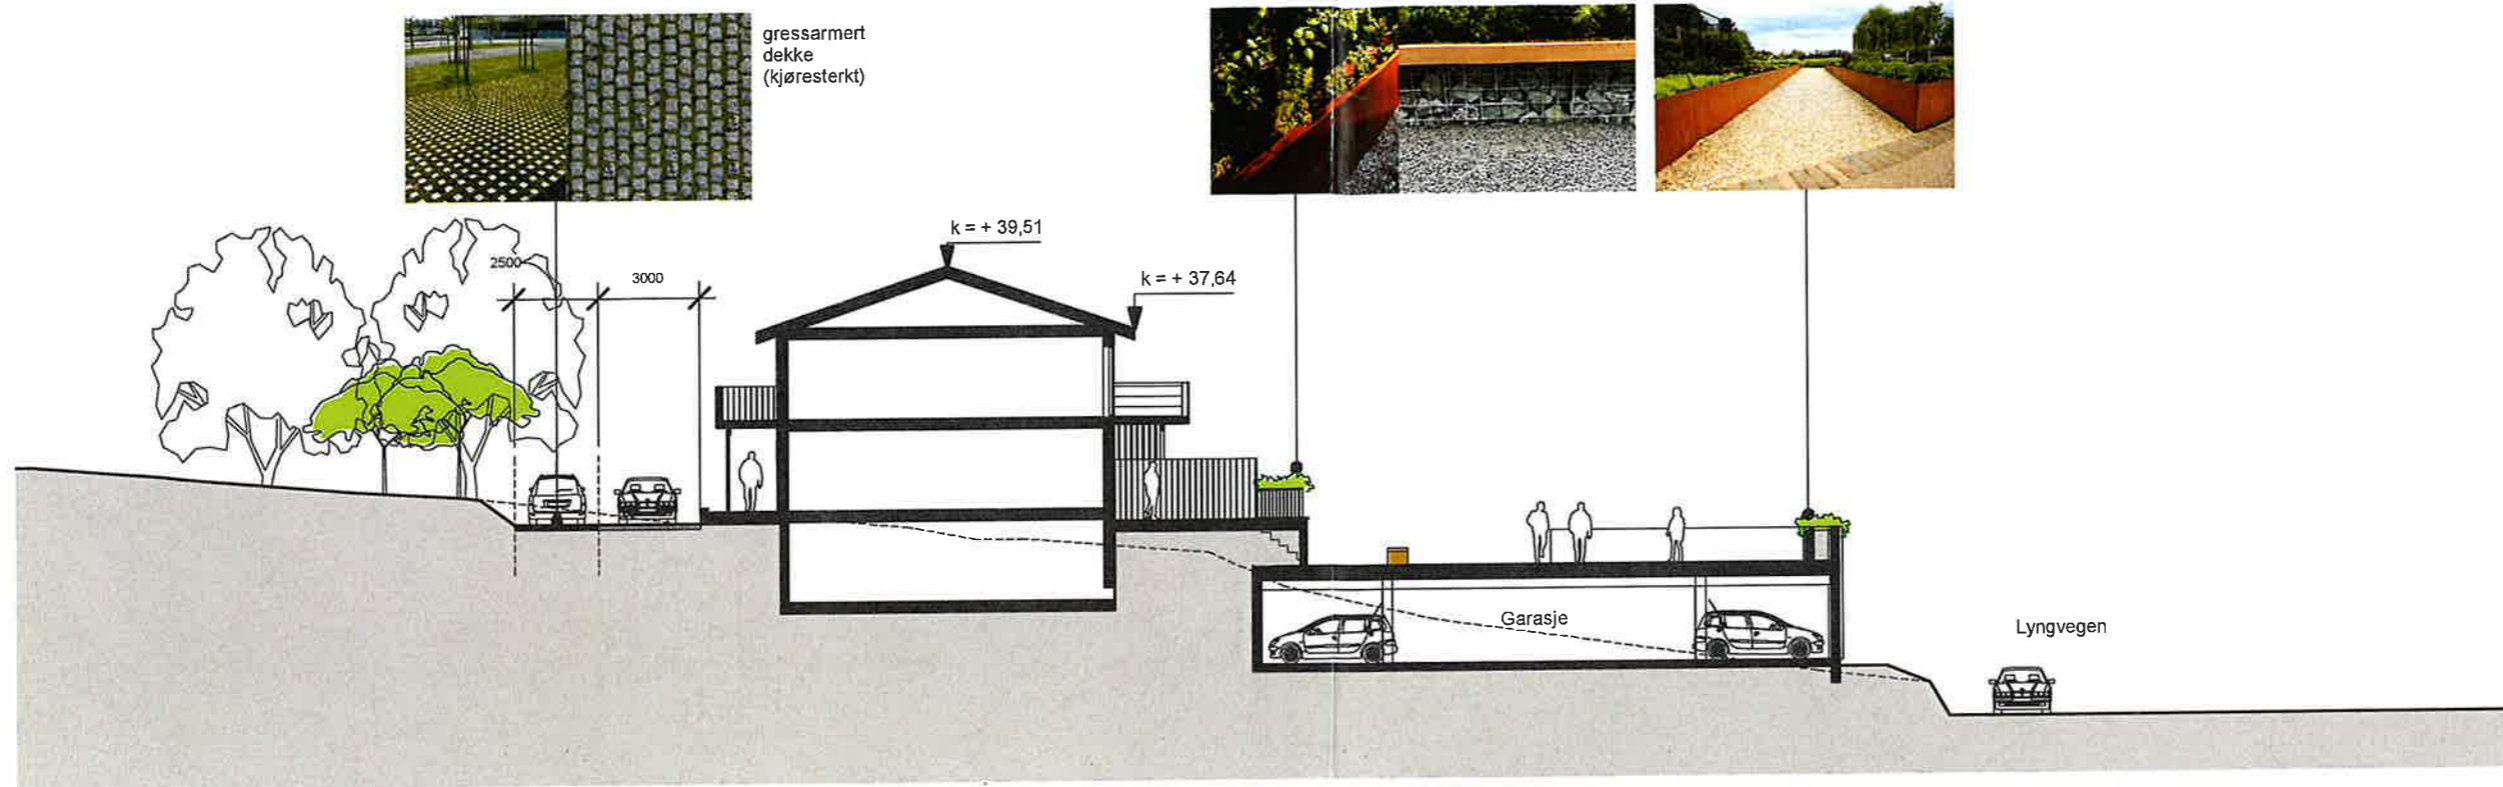 gressarmert
dekke
(kjøresterkt)
k = + 39,51
2500
3000
k = + 37,64
Garasje
Lyngvegen